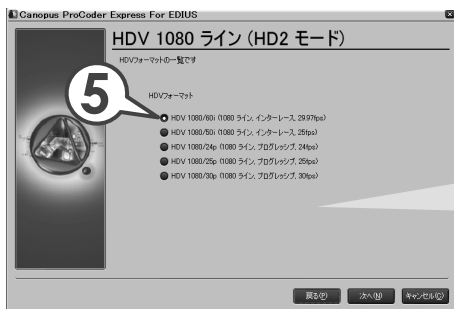 Canopus ProCoder Express For EDIUS
HDV 1080 ライン (HD2 モード)
HDVフォーマットの一覧です
5
HDVフォーマット
HDV 1080/60i (1080 ライン, インターレース, 29.97fps)
HDV 1080/50i (1080 ライン, インターレース, 25fps)
HDV 1080/24p (1080 ライン, プログレッシブ, 24fps)
HDV 1080/25p (1080 ライン, プログレッシブ, 25fps)
HDV 1080/30p (1080 ライン, プログレッシブ, 30fps)
戻る(P) 次へ(N) キャンセル(C)